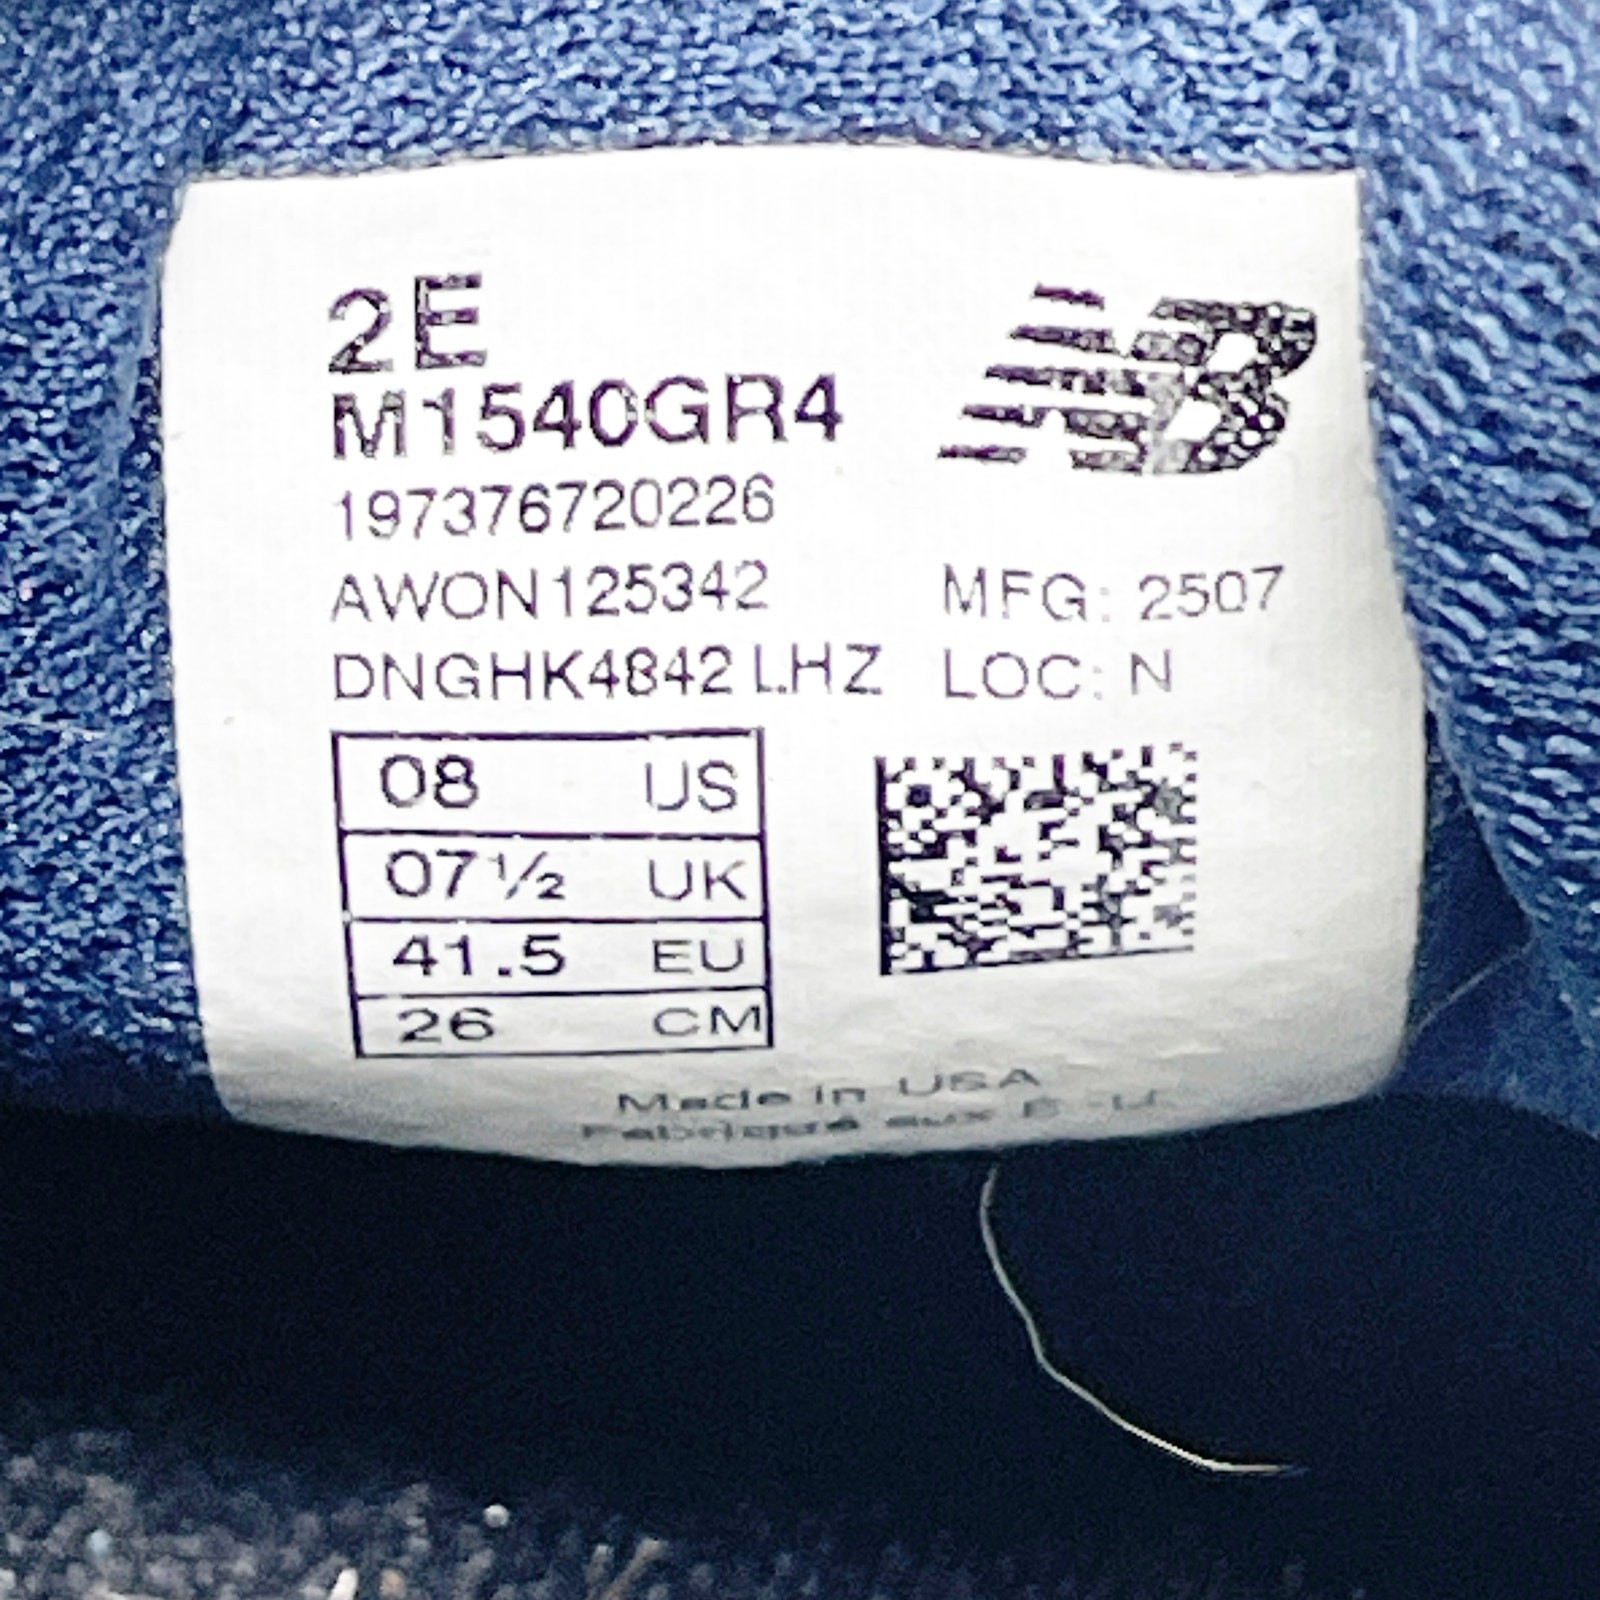 2E
M1540GR4
NB
197376720226
AWON125342 MFG: 2507
DNGHK4842 LHZ LOC: N
08 US
07½ UK
41.5 EU
26 CM
Made in USA
Fabriqué aux